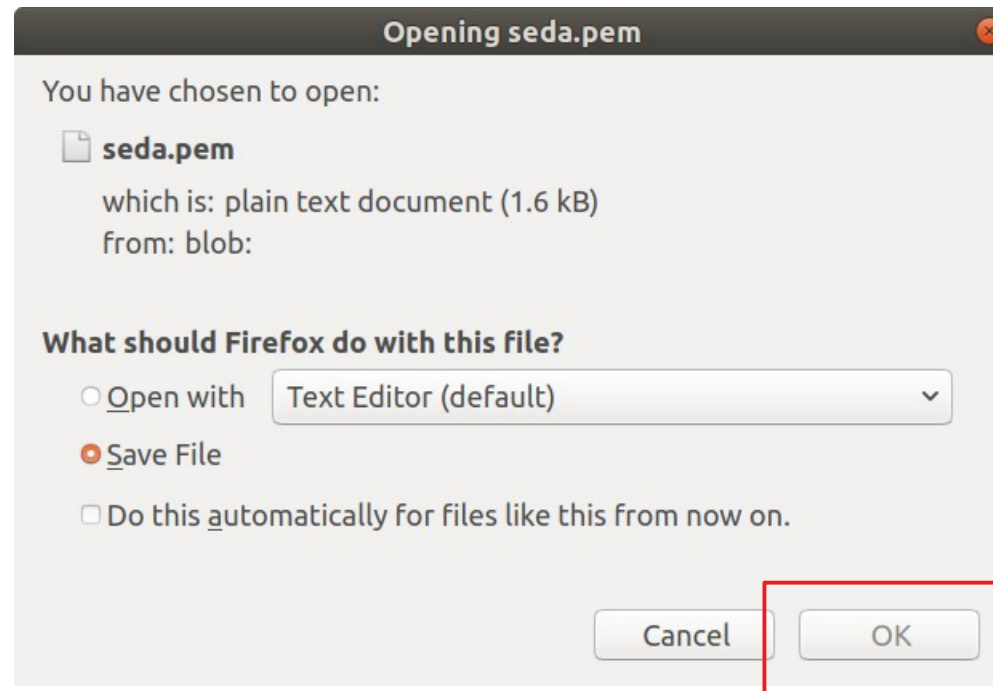 Opening seda.pem
You have chosen to open:
seda.pem
which is: plain text document (1.6 kB)
from: blob:
What should Firefox do with this file?
Open with Text Editor (default)
Save File
Do this automatically for files like this from now on.
Cancel OK